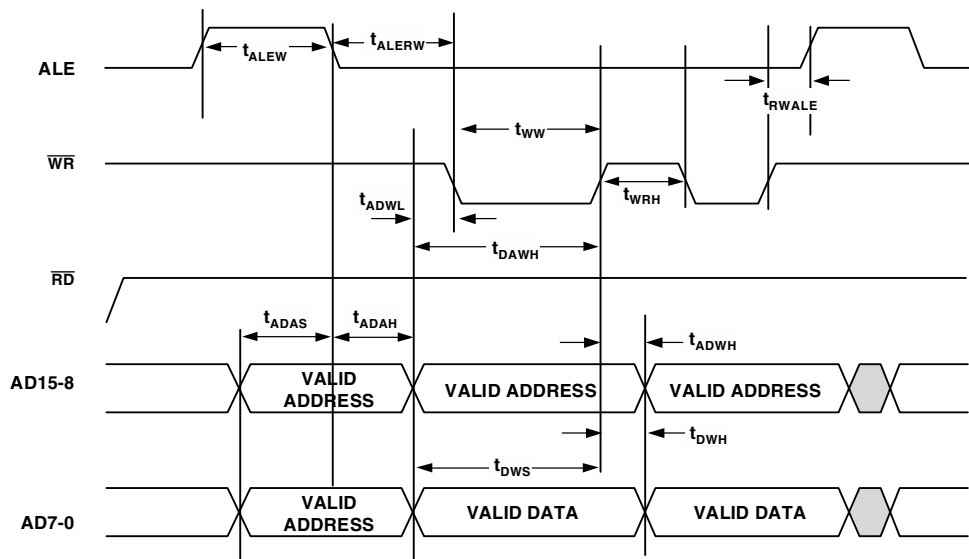 ALE
tALEW
tALERW
tRWALE
tWW
WR
tWRH
tADWL
tDAWH
RD
tADAS
tADAH
tADWH
AD15-8
VALID
ADDRESS
VALID ADDRESS
VALID ADDRESS
tDWH
tDWS
AD7-0
VALID
ADDRESS
VALID DATA
VALID DATA